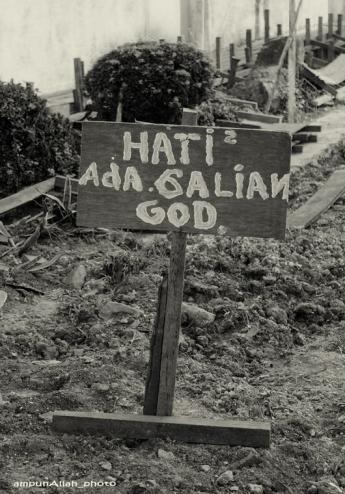 HATI²
AdA. GALIAN
GOD.
ampunAllah_photo